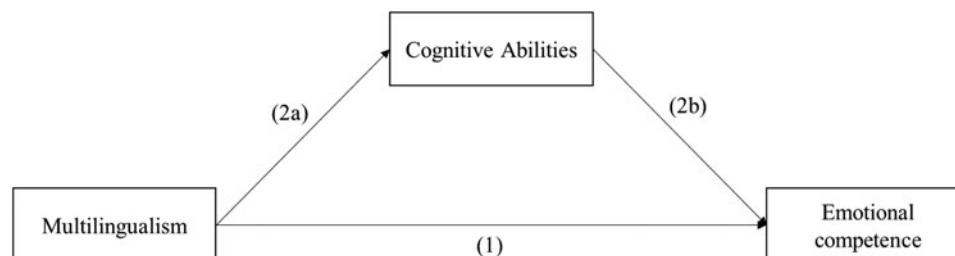 Cognitive Abilities
(2a)
(2b)
Multilingualism
(1)
Emotional
competence